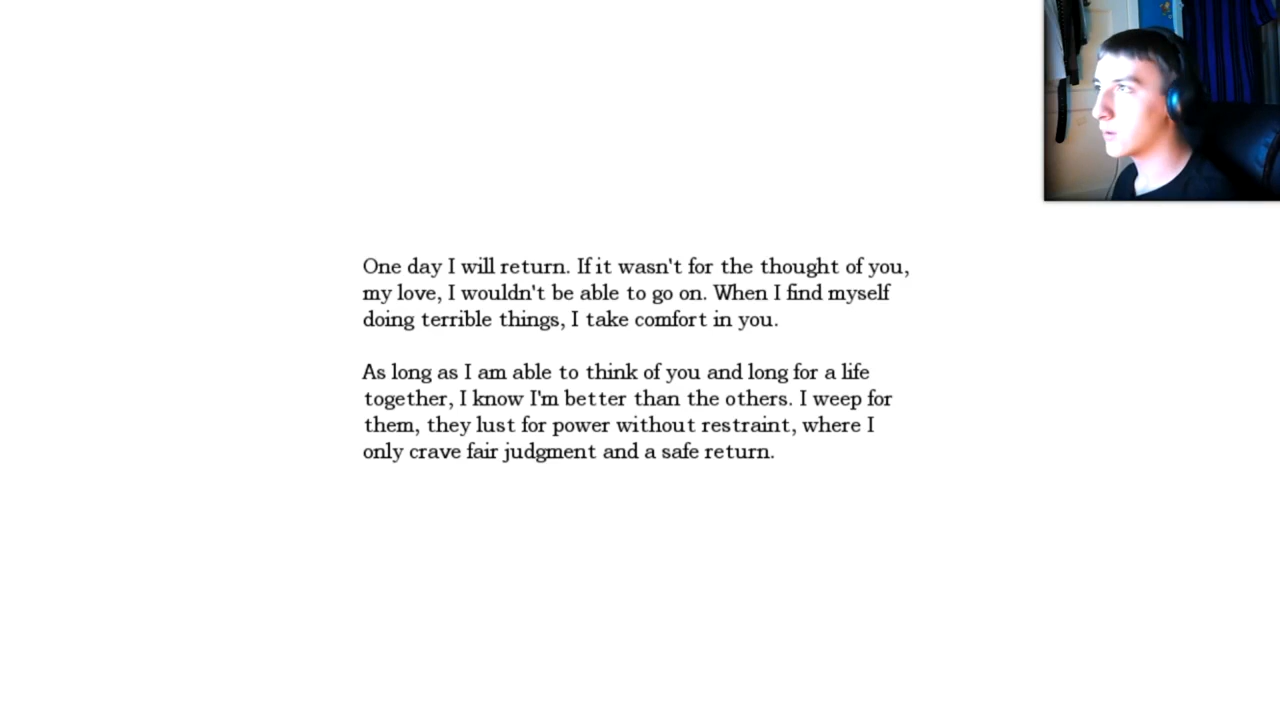 One day I will return. If it wasn't for the thought of you,
my love, I wouldn't be able to go on. When I find myself
doing terrible things, I take comfort in you.
As long as I am able to think of you and long for a life
together, I know I'm better than the others. I weep for
them, they lust for power without restraint, where I
only crave fair judgment and a safe return.